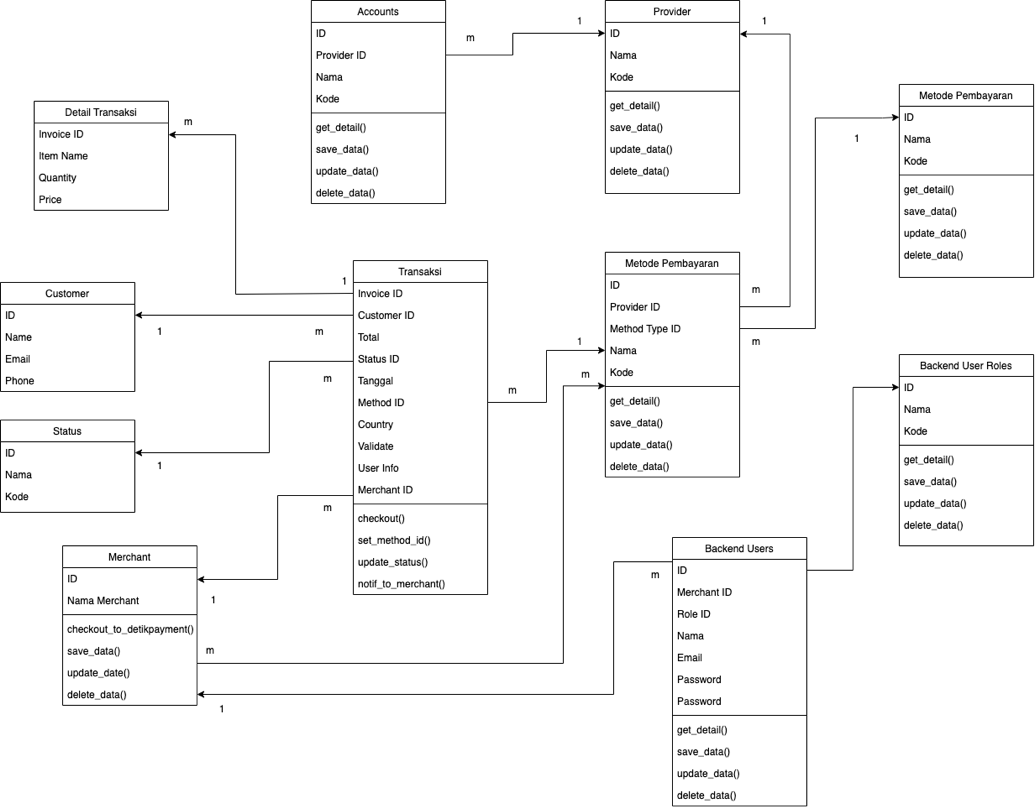 Accounts
ID
Provider ID
Nama
Kode
get_detail()
save_data()
update_data()
delete_data()
m
1
Provider
ID
Nama
Kode
get_detail()
save_data()
update_data()
delete_data()
1
Metode Pembayaran
ID
Nama
Kode
get_detail()
save_data()
update_data()
delete_data()
1
Detail Transaksi
Invoice ID
Item Name
Quantity
Price
m
1
Transaksi
Invoice ID
Customer ID
Total
Status ID
Tanggal
Method ID
Country
Validate
User Info
Merchant ID
checkout()
set_method_id()
update_status()
notif_to_merchant()
Customer
ID
Name
Email
Phone
1
m
m
Status
ID
Nama
Kode
1
m
m
1
m
Metode Pembayaran
ID
Provider ID
Method Type ID
Nama
Kode
get_detail()
save_data()
update_data()
delete_data()
m
m
Backend User Roles
ID
Nama
Kode
get_detail()
save_data()
update_data()
delete_data()
Merchant
ID
Nama Merchant
checkout_to_detikpayment()
save_data()
update_date()
delete_data()
1
m
1
m
Backend Users
ID
Merchant ID
Role ID
Nama
Email
Password
Password
get_detail()
save_data()
update_data()
delete_data()